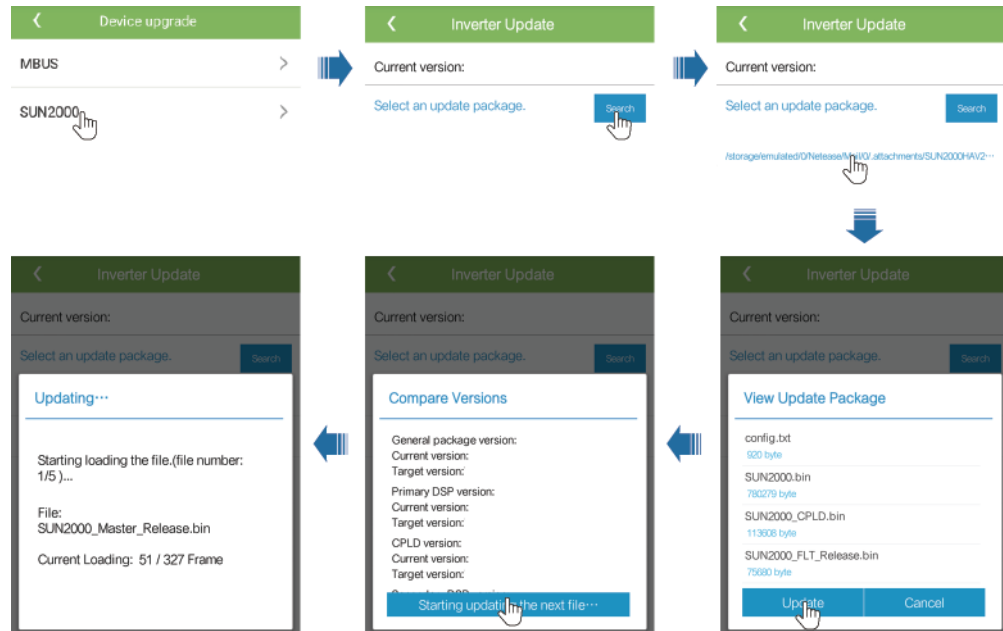 Device upgrade
MBUS
SUN2000
Inverter Update
Current version:
Select an update package.
Search
Inverter Update
Current version:
Select an update package.
Search
/storage/emulated/0/Netease/Mail/0/.attachments/SUN2000HAV2···
Inverter Update
Current version:
Select an update package.
Search
View Update Package
config.txt
920 byte
SUN2000.bin
780279 byte
SUN2000_CPLD.bin
113608 byte
SUN2000_FLT_Release.bin
75680 byte
Update
Cancel
Inverter Update
Current version:
Select an update package.
Search
Compare Versions
General package version:
Current version:
Target version:
Primary DSP version:
Current version:
Target version:
CPLD version:
Current version:
Target version:
Starting updating the next file···
Inverter Update
Current version:
Select an update package.
Search
Updating···
Starting loading the file.(file number:
1/5 )...
File:
SUN2000_Master_Release.bin
Current Loading: 51 / 327 Frame